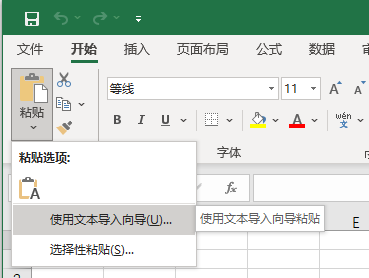 文件 开始 插入 页面布局 公式 数据
等线 11
粘贴
B I U A wén 文
字体
粘贴选项:
A
fx
使用文本导入向导(U)... 使用文本导入向导粘贴
E
选择性粘贴(S)...